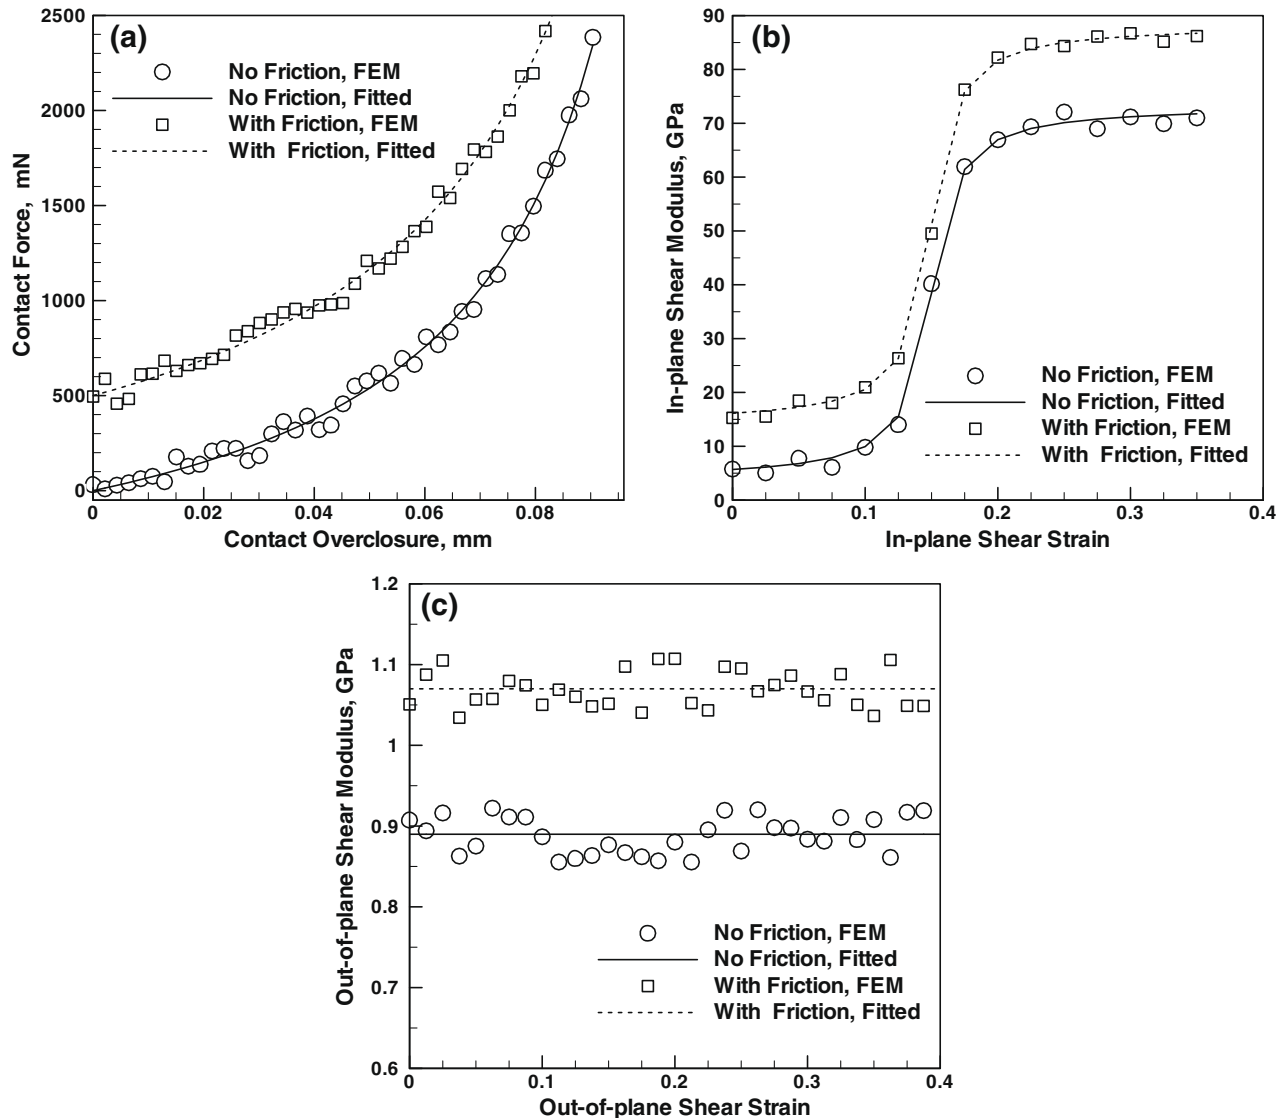 (a)
2500
2000
1500
1000
500
0
Contact Force, mN
No Friction, FEM
No Friction, Fitted
With Friction, FEM
With Friction, Fitted
0 0.02 0.04 0.06 0.08
Contact Overclosure, mm
(b)
90
80
70
60
50
40
30
20
10
0
In-plane Shear Modulus, GPa
No Friction, FEM
No Friction, Fitted
With Friction, FEM
With Friction, Fitted
0 0.1 0.2 0.3 0.4
In-plane Shear Strain
(c)
1.2
1.1
1
0.9
0.8
0.7
0.6
Out-of-plane Shear Modulus, GPa
No Friction, FEM
No Friction, Fitted
With Friction, FEM
With Friction, Fitted
0 0.1 0.2 0.3 0.4
Out-of-plane Shear Strain